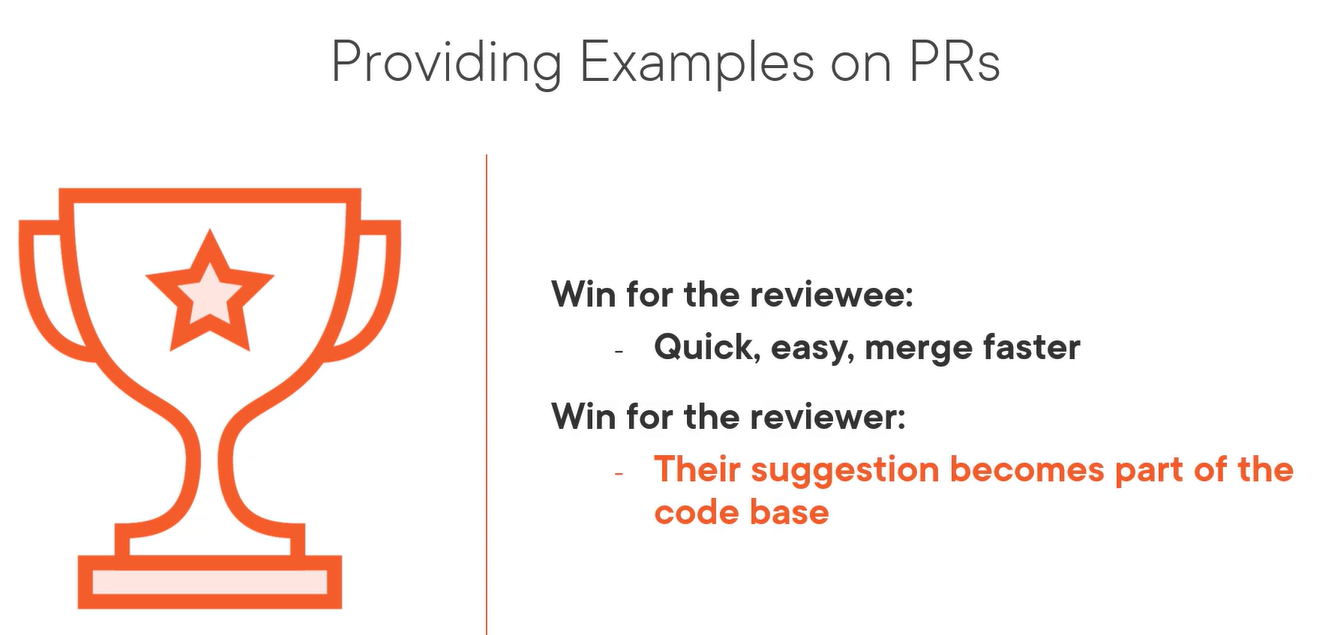 Providing Examples on PRs
Win for the reviewee:
- Quick, easy, merge faster
Win for the reviewer:
- Their suggestion becomes part of the
code base